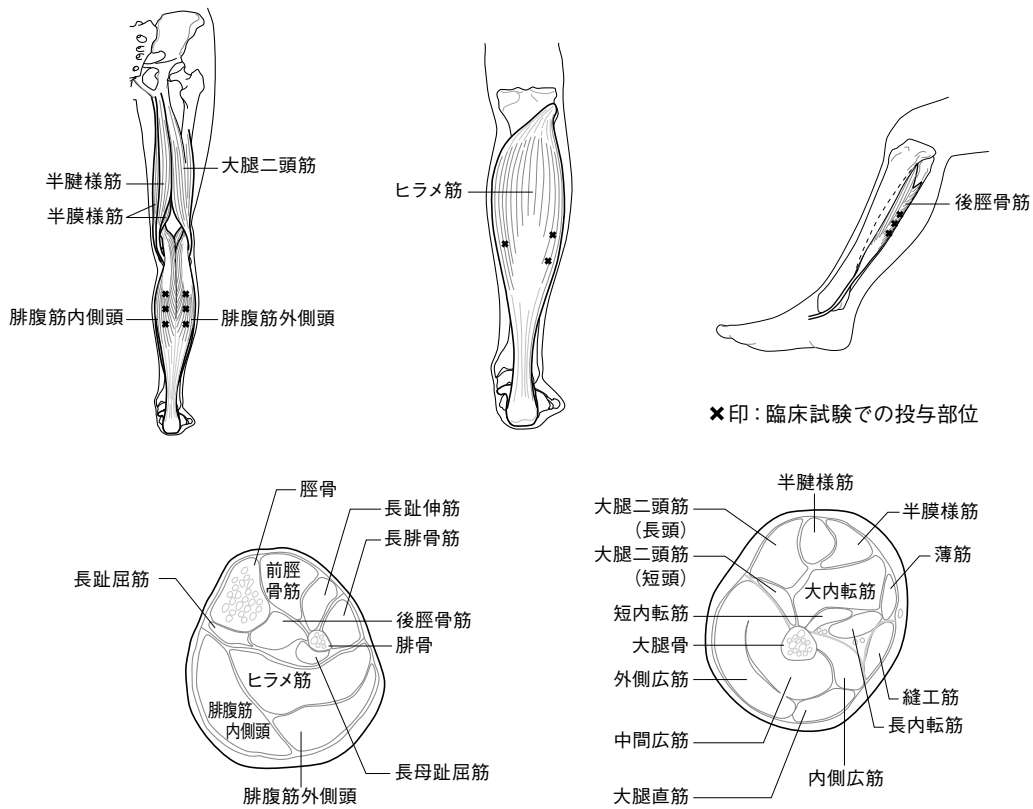 大腿二頭筋
半腱様筋
半膜様筋
腓腹筋内側頭
腓腹筋外側頭
ヒラメ筋
後脛骨筋
✖印：臨床試験での投与部位
脛骨
長趾伸筋
長腓骨筋
前脛
骨筋
長趾屈筋
後脛骨筋
腓骨
ヒラメ筋
腓腹筋
内側頭
長母趾屈筋
腓腹筋外側頭
半腱様筋
大腿二頭筋
（長頭）
半膜様筋
大腿二頭筋
（短頭）
薄筋
大内転筋
短内転筋
大腿骨
外側広筋
縫工筋
長内転筋
中間広筋
内側広筋
大腿直筋